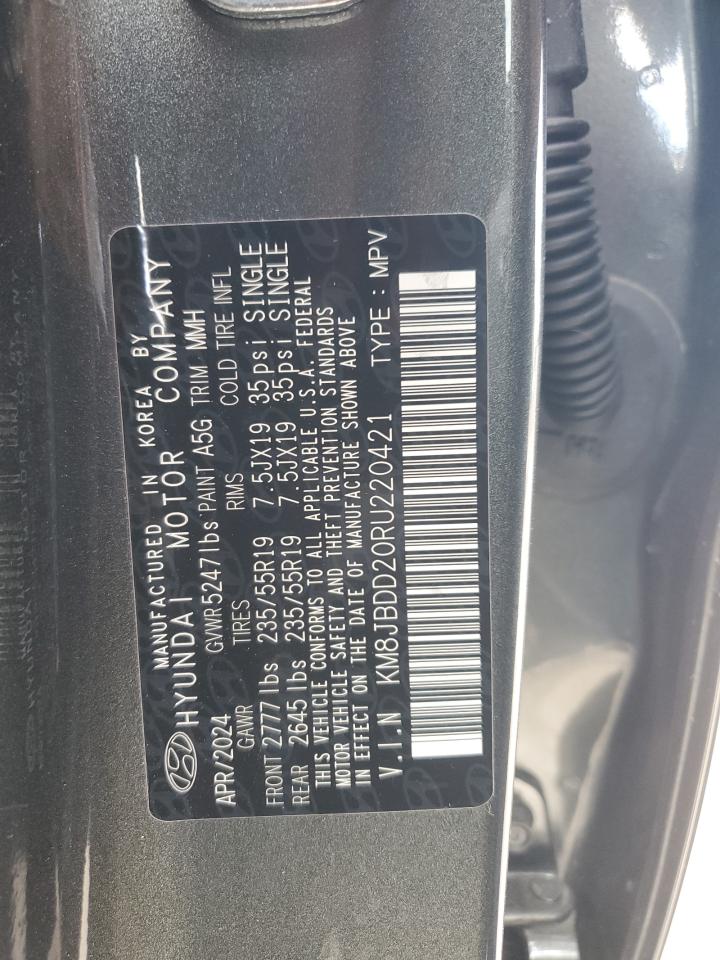 MANUFACTURED IN KOREA BY
HYUNDAI MOTOR COMPANY
APR/2024 GVWR 5247 lbs PAINT A5G TRIM MMH
GAWR TIRES RIMS COLD TIRE INFL
FRONT 2777 lbs 235/55R19 7.5JX19 35psi SINGLE
REAR 2645 lbs 235/55R19 7.5JX19 35psi SINGLE
THIS VEHICLE CONFORMS TO ALL APPLICABLE U.S.A. FEDERAL
MOTOR VEHICLE SAFETY AND THEFT PREVENTION STANDARDS
IN EFFECT ON THE DATE OF MANUFACTURE SHOWN ABOVE
V.I.N KM8JBDD20RU220421 TYPE : MPV